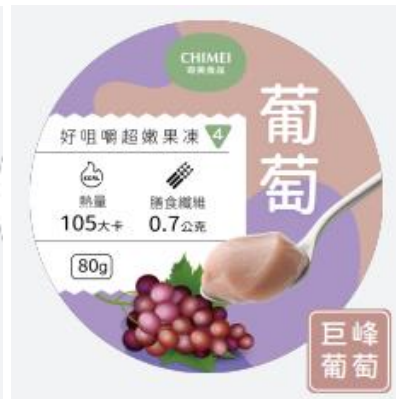 CHIMEI
奇美食品
葡萄
好咀嚼超嫩果凍 4
KCAL
熱量
105大卡
膳食纖維
0.7公克
80g
巨峰
葡萄